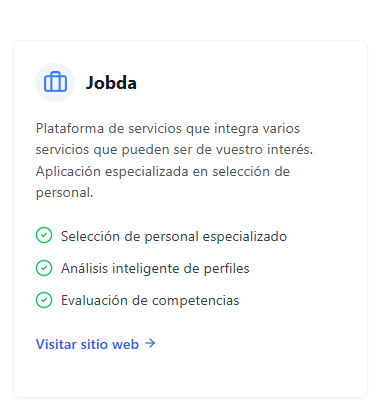 Jobda
Plataforma de servicios que integra varios
servicios que pueden ser de vuestro interés.
Aplicación especializada en selección de
personal.
Selección de personal especializado
Análisis inteligente de perfiles
Evaluación de competencias
Visitar sitio web →